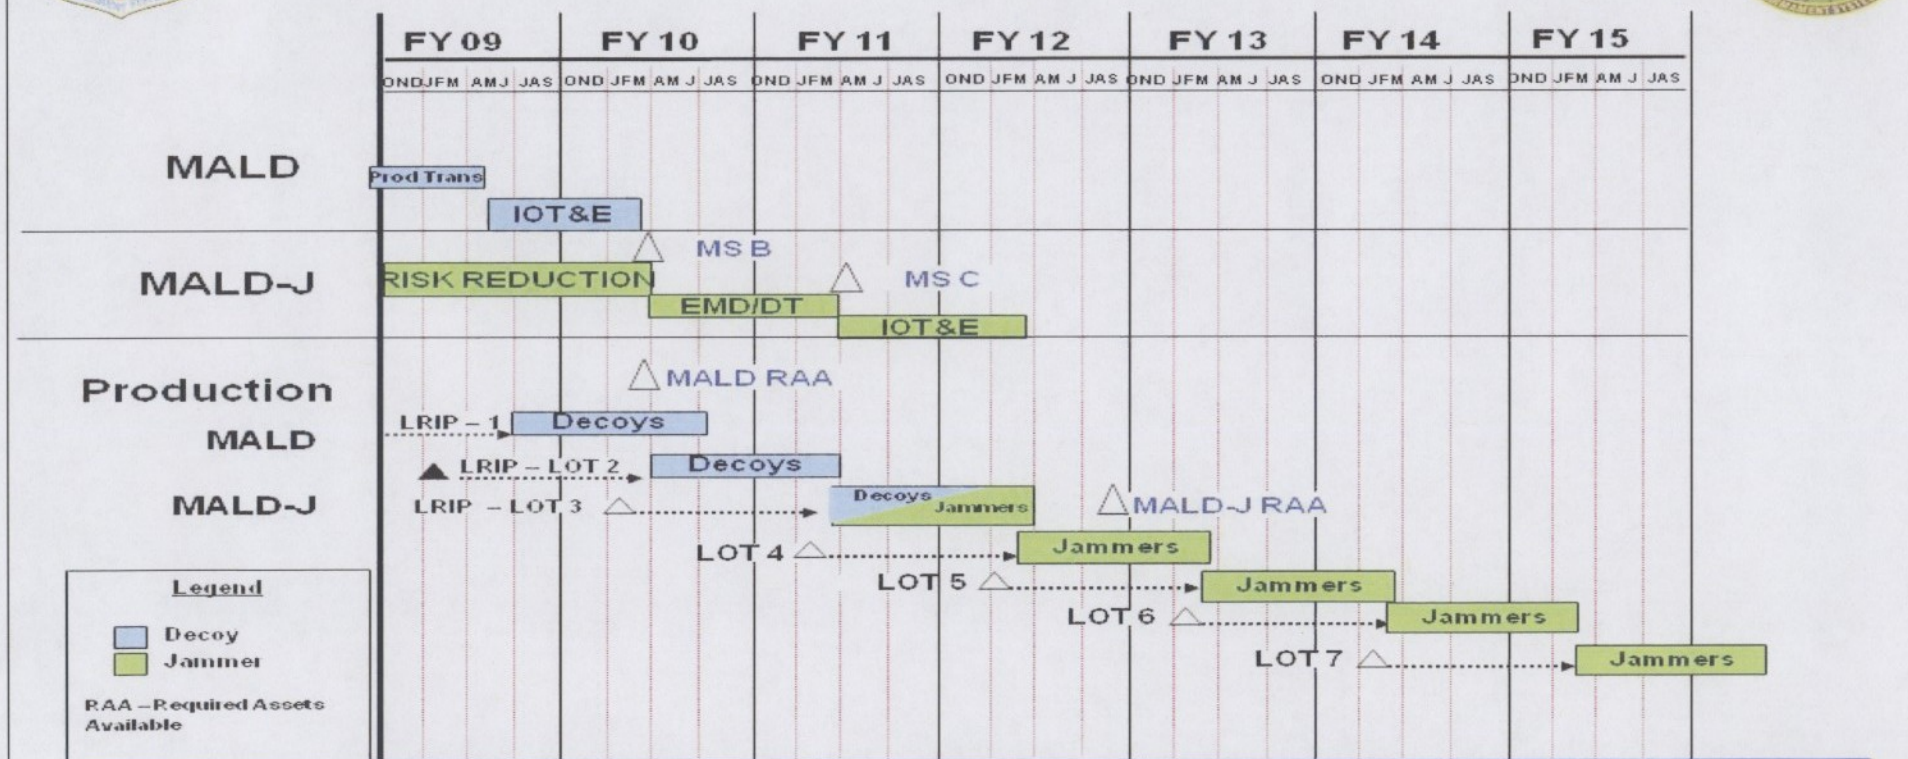 FY 09 FY 10 FY 11 FY 12 FY 13 FY 14 FY 15
OND JFM AMJ JAS OND JFM AM J JAS OND JFM AM J JAS OND JFM AM J JAS OND JFM AM J JAS OND JFM AM J JAS OND JFM AM J JAS
MALD
Prod Trans
IOT&E
MS B
MALD-J
RISK REDUCTION
MS C
EMD/DT
IOT&E
Production
MALD RAA
LRIP – 1
Decoys
MALD
LRIP – LOT 2
Decoys
MALD-J
LRIP – LOT 3
Decoys
Jammers
MALD-J RAA
LOT 4
Jammers
LOT 5
Jammers
LOT 6
Jammers
LOT 7
Jammers
Legend
Decoy
Jammer
RAA – Required Assets
Available